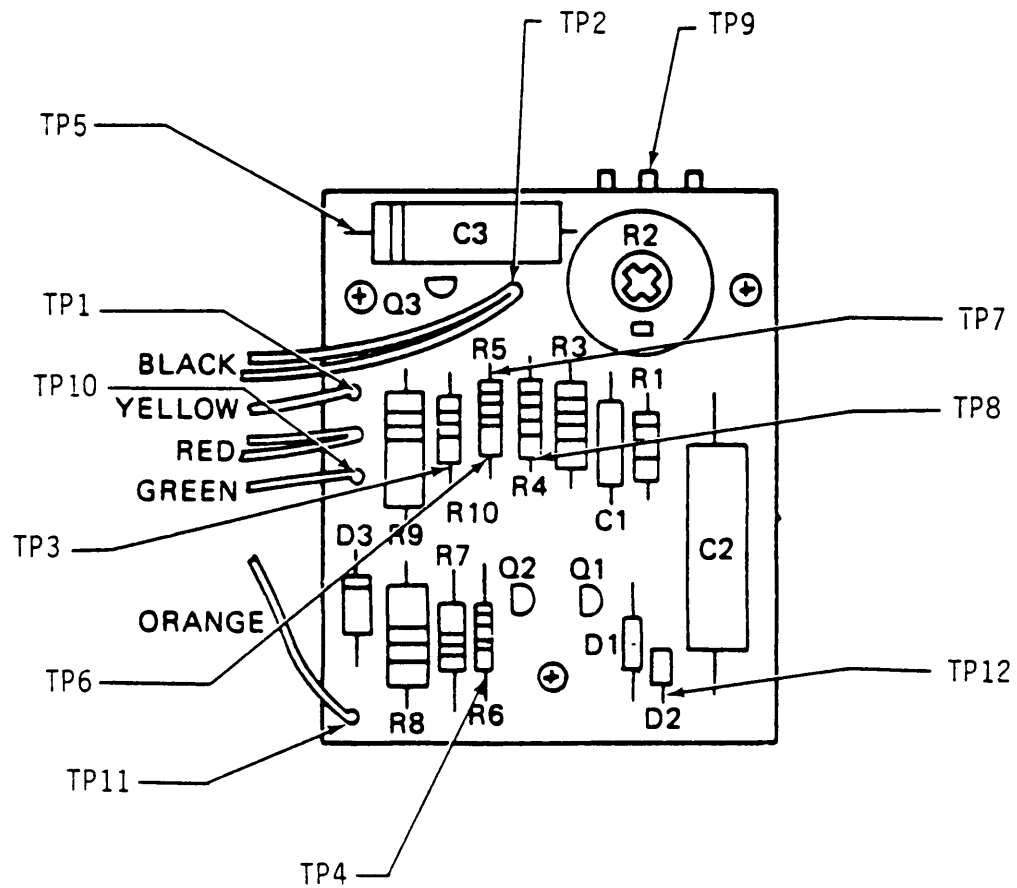 TP2
TP9
TP5
C3
R2
TP1
Q3
TP7
BLACK
R5
R3
R1
TP10
YELLOW
TP8
RED
R4
GREEN
R10
C1
TP3
D3
R9
R7
Q2
Q1
C2
ORANGE
D1
TP6
TP12
R8
R6
D2
TP11
TP4